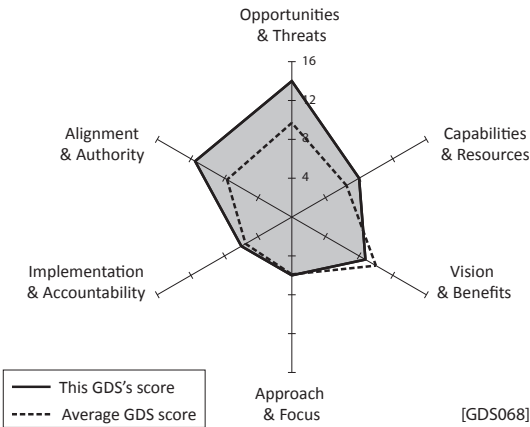 Opportunities
& Threats
16
12
8
4
Alignment
& Authority
Capabilities
& Resources
Implementation
& Accountability
Vision
& Benefits
Approach
& Focus
This GDS's score
Average GDS score
[GDS068]